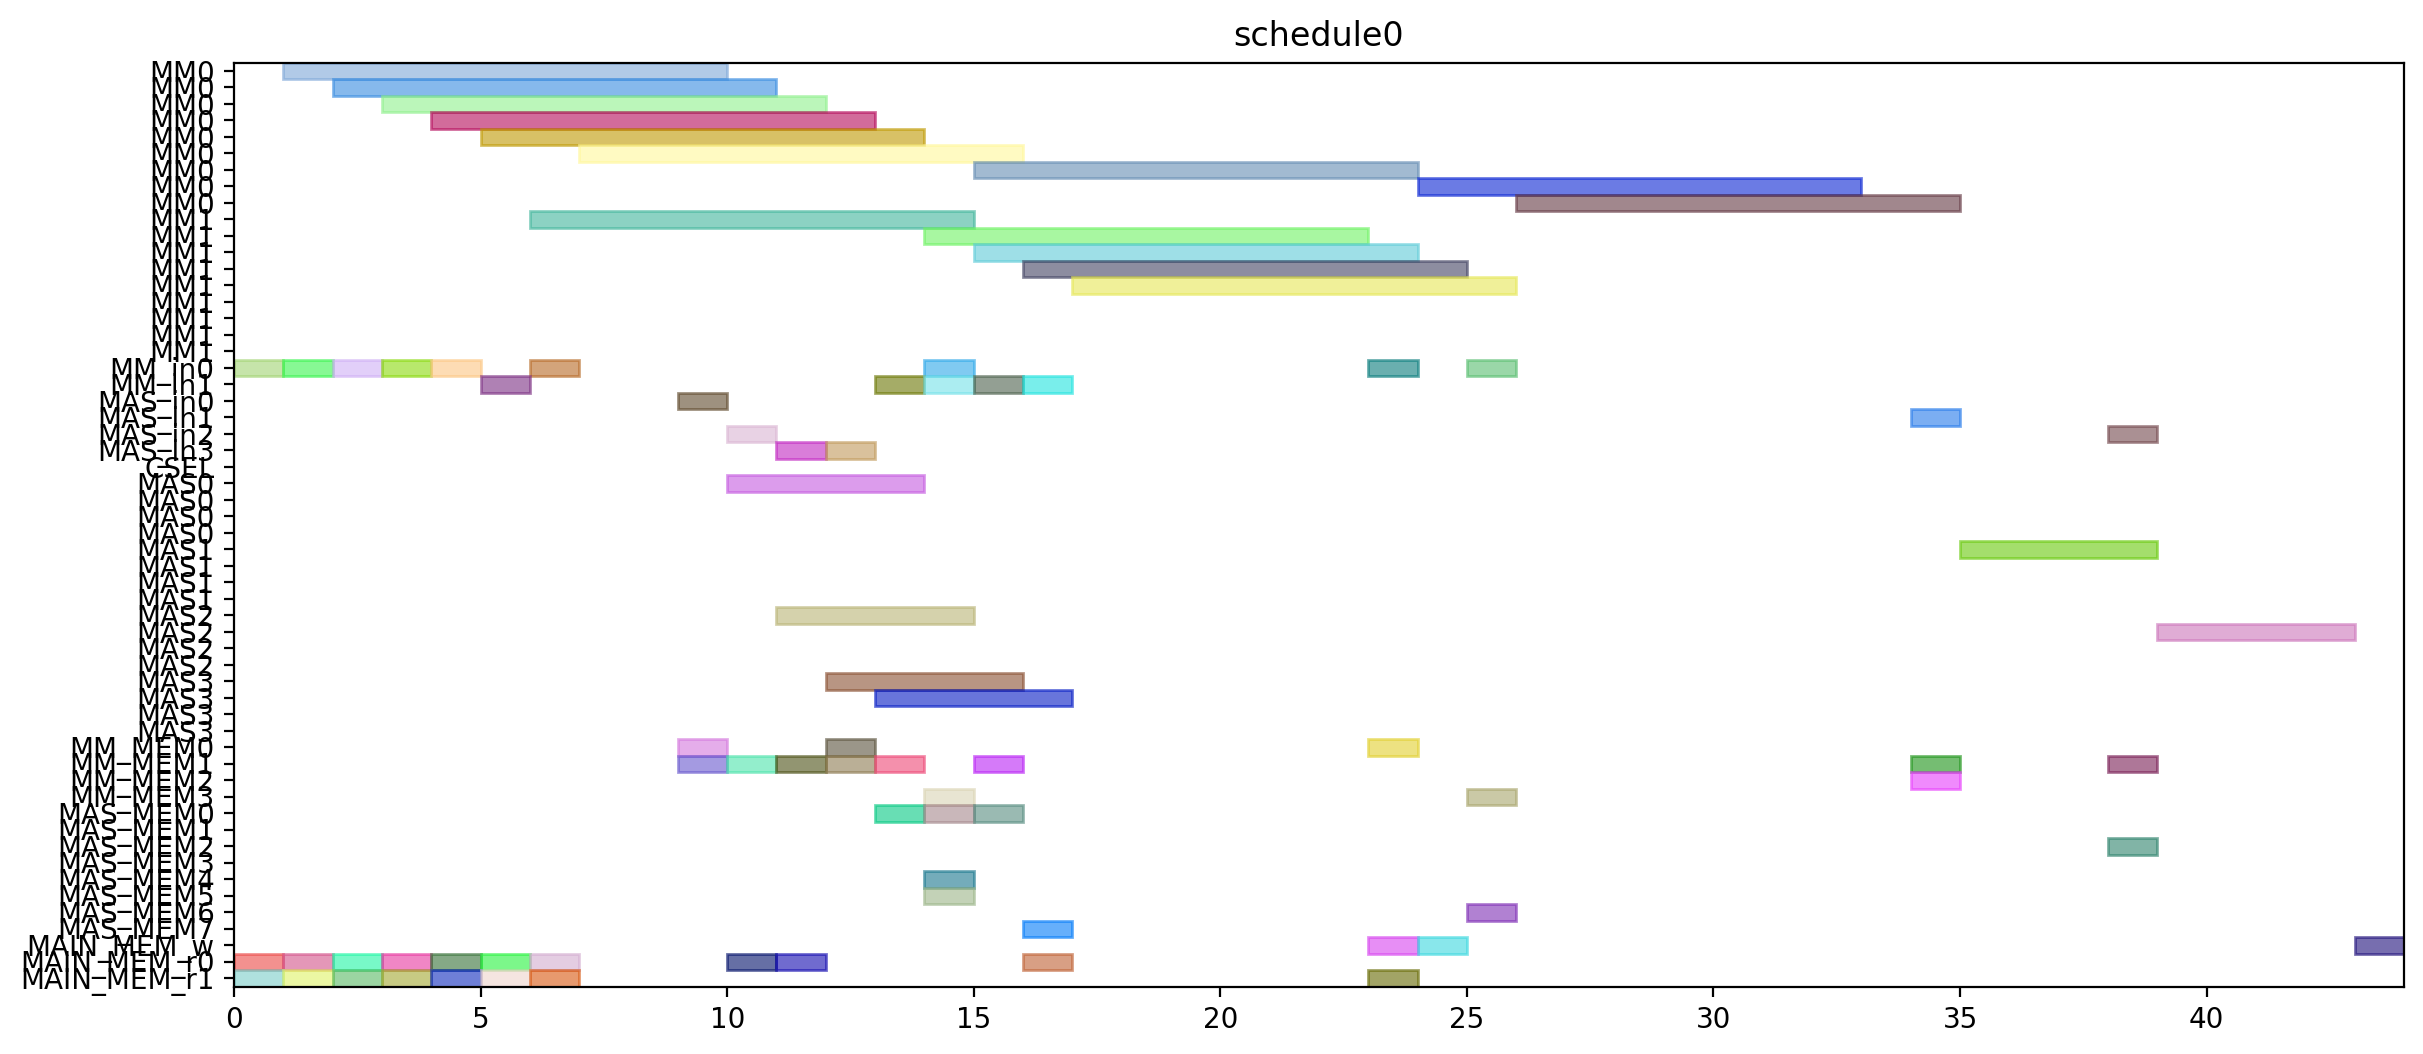 schedule0
MM0
MM0
MM0
MM0
MM0
MM0
MM0
MM0
MM0
MM1
MM1
MM1
MM1
MM1
MM1
MM1
MM1
MM1
MM_in0
MM_in1
MAS_in0
MAS_in1
MAS_in2
MAS_in3
CSEL
MAS0
MAS0
MAS0
MAS0
MAS1
MAS1
MAS1
MAS1
MAS2
MAS2
MAS2
MAS2
MAS3
MAS3
MAS3
MAS3
MM_MEM0
MM_MEM1
MM_MEM2
MM_MEM3
MAS_MEM0
MAS_MEM1
MAS_MEM2
MAS_MEM3
MAS_MEM4
MAS_MEM5
MAS_MEM6
MAS_MEM7
MAIN_MEM_w
MAIN_MEM_r0
MAIN_MEM_r1
0 5 10 15 20 25 30 35 40